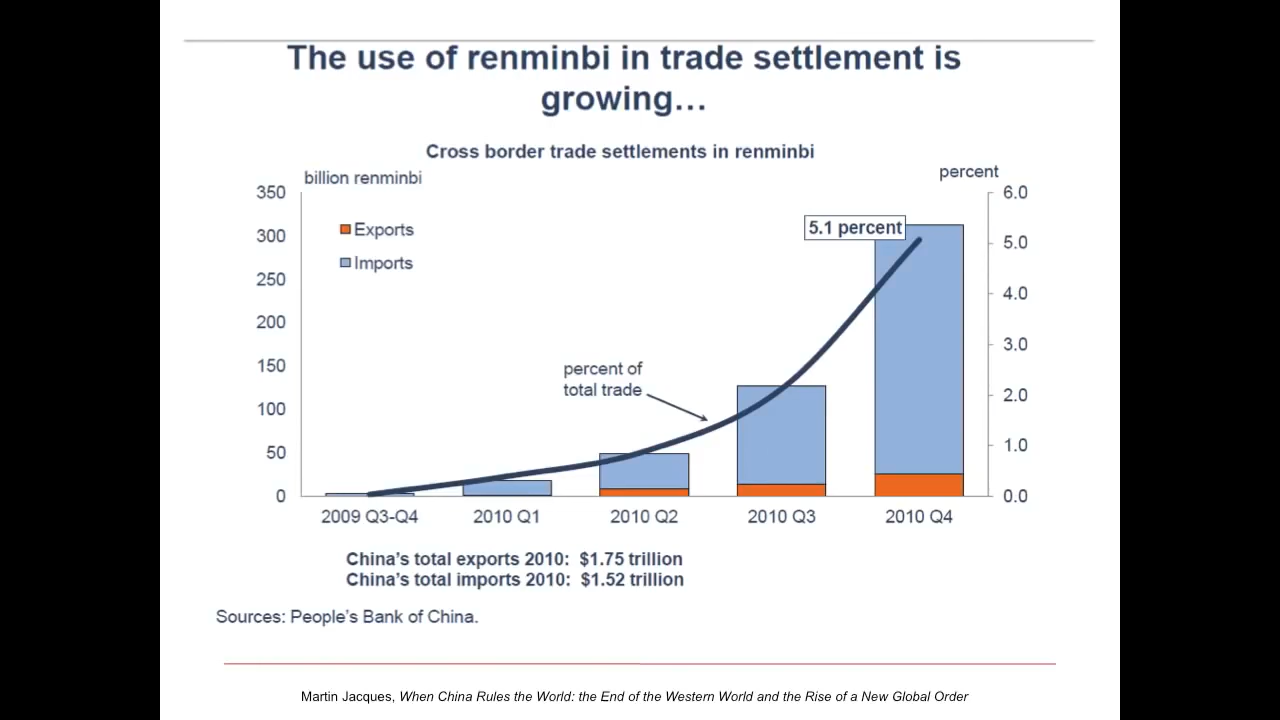 The use of renminbi in trade settlement is
growing…
Cross border trade settlements in renminbi
billion renminbi
percent
350
300
250
200
150
100
50
0
Exports
Imports
5.1 percent
percent of
total trade
6.0
5.0
4.0
3.0
2.0
1.0
0.0
2009 Q3-Q4
2010 Q1
2010 Q2
2010 Q3
2010 Q4
China's total exports 2010: $1.75 trillion
China's total imports 2010: $1.52 trillion
Sources: People's Bank of China.
Martin Jacques, When China Rules the World: the End of the Western World and the Rise of a New Global Order